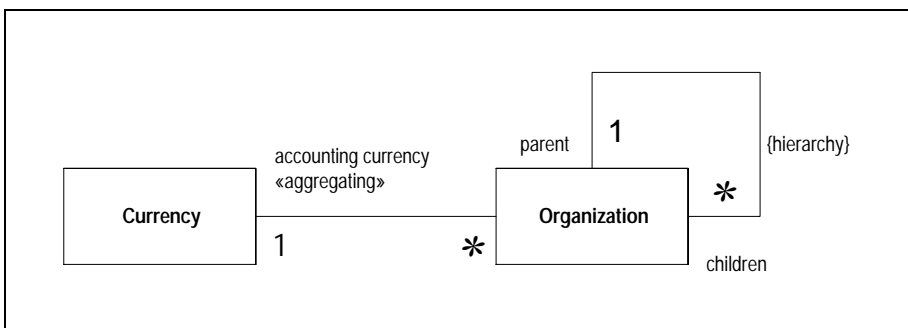 parent
1
{hierarchy}
accounting currency
«aggregating»
Currency
Organization
*
1
*
children